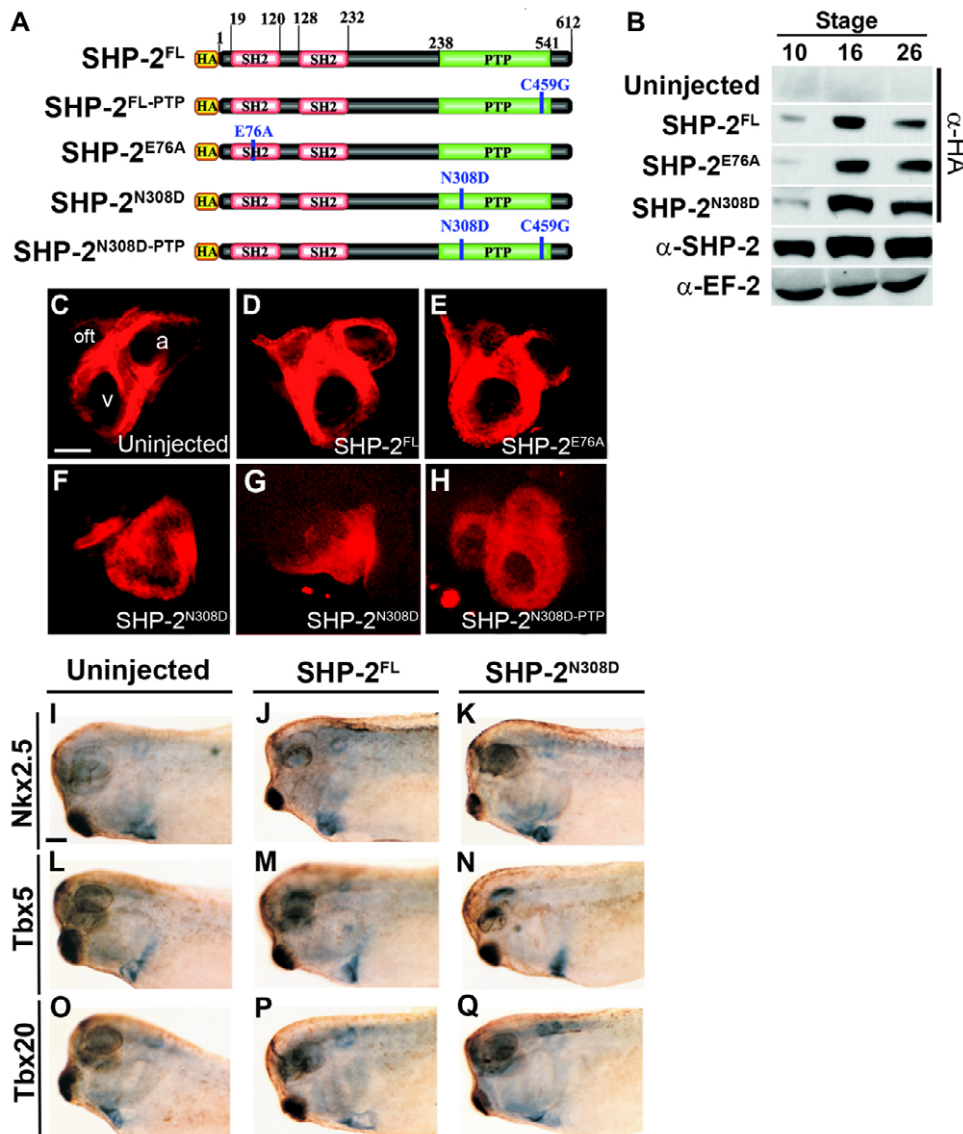 A
19 120 128 232 612
1 238 541
SHP-2FL HA SH2 SH2 PTP
C459G
SHP-2FL-PTP HA SH2 SH2 PTP
E76A
SHP-2E76A HA SH2 SH2 PTP
N308D
SHP-2N308D HA SH2 SH2 PTP
N308D C459G
SHP-2N308D-PTP HA SH2 SH2 PTP
B
Stage
10 16 26
Uninjected
SHP-2FL
SHP-2E76A
SHP-2N308D
α-HA
α-SHP-2
α-EF-2
C oft a v Uninjected
D SHP-2FL
E SHP-2E76A
F SHP-2N308D
G SHP-2N308D
H SHP-2N308D-PTP
Uninjected SHP-2FL SHP-2N308D
Nkx2.5 I J K
Tbx5 L M N
Tbx20 O P Q